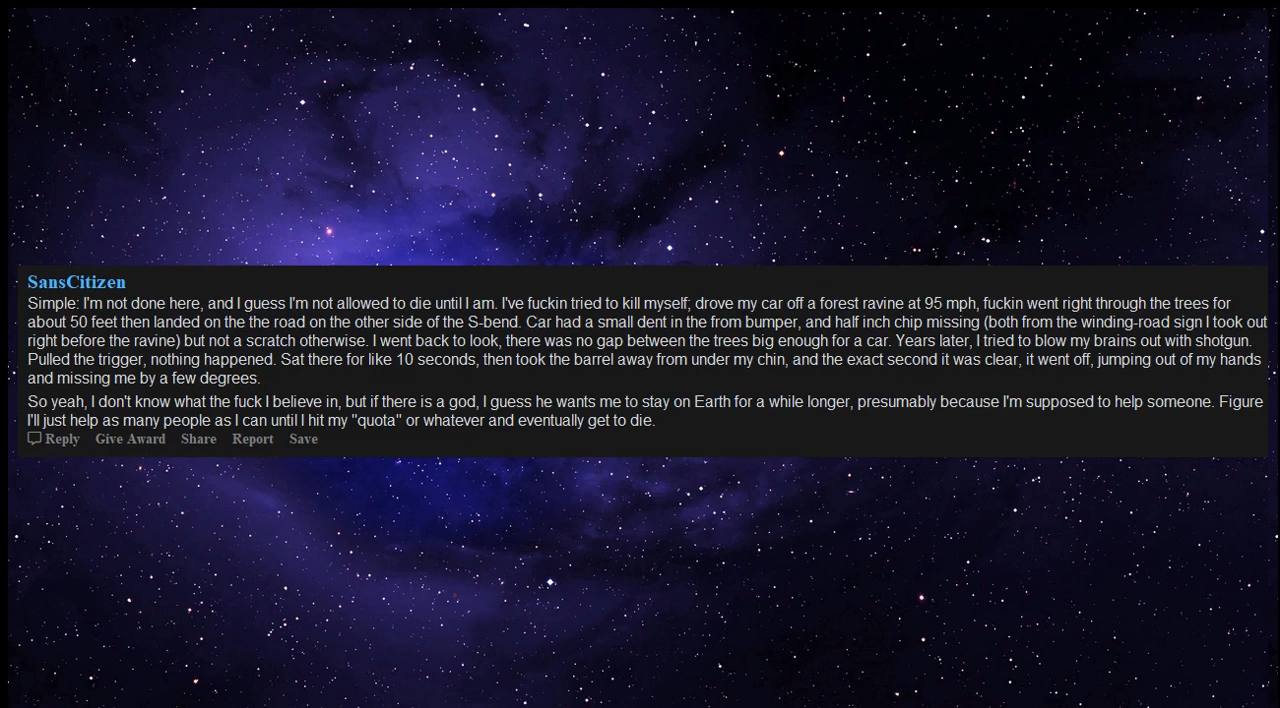 SansCitizen
Simple: I'm not done here, and I guess I'm not allowed to die until I am. I've fuckin tried to kill myself; drove my car off a forest ravine at 95 mph, fuckin went right through the trees for
about 50 feet then landed on the the road on the other side of the S-bend. Car had a small dent in the from bumper, and half inch chip missing (both from the winding-road sign I took out
right before the ravine) but not a scratch otherwise. I went back to look, there was no gap between the trees big enough for a car. Years later, I tried to blow my brains out with shotgun.
Pulled the trigger, nothing happened. Sat there for like 10 seconds, then took the barrel away from under my chin, and the exact second it was clear, it went off, jumping out of my hands
and missing me by a few degrees.
So yeah, I don't know what the fuck I believe in, but if there is a god, I guess he wants me to stay on Earth for a while longer, presumably because I'm supposed to help someone. Figure
I'll just help as many people as I can until I hit my "quota" or whatever and eventually get to die.
Reply Give Award Share Report Save